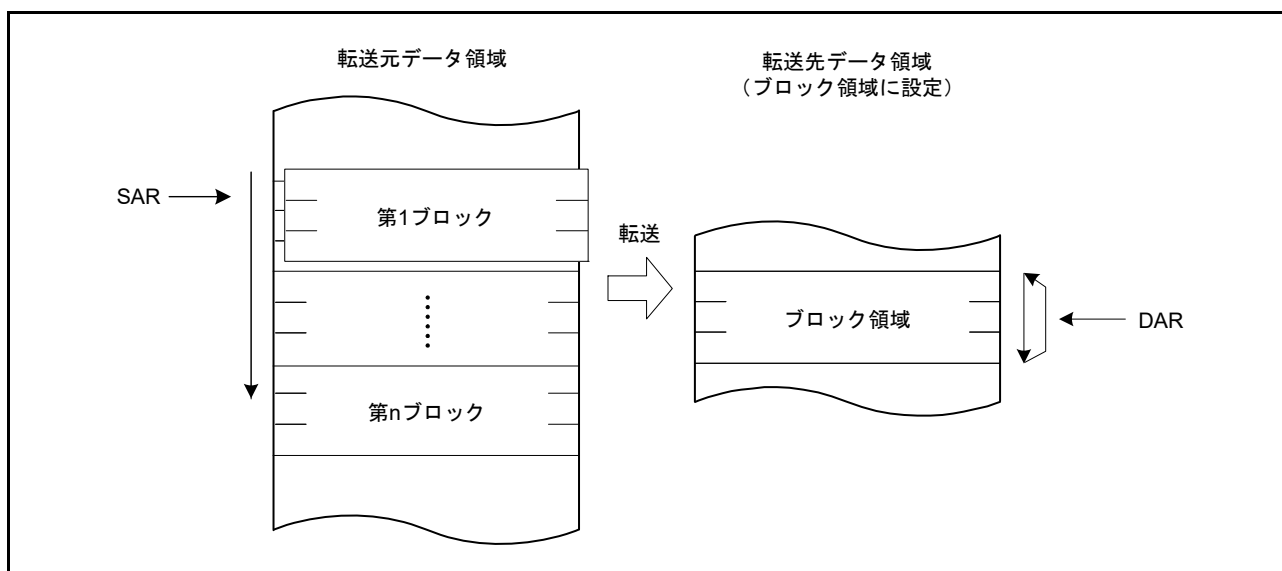 転送元データ領域
転送先データ領域
（ブロック領域に設定）
SAR
第1ブロック
転送
ブロック領域
DAR
第nブロック